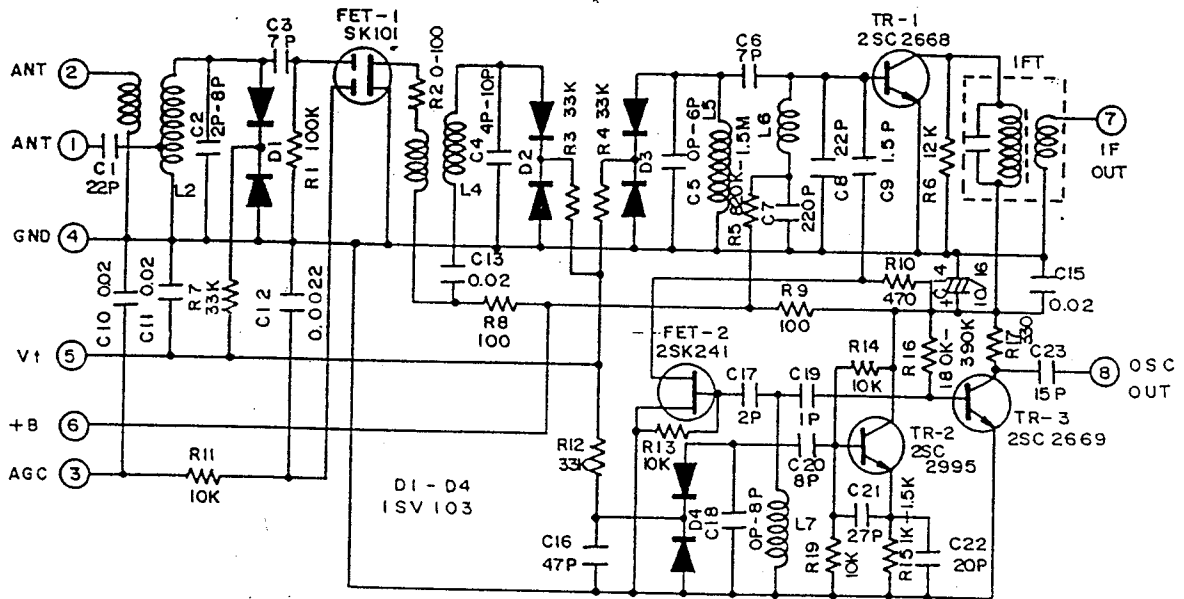 FET-1
SK101
C3
7P
ANT 2
ANT 1
C1
22P
L2
C2
2P-8P
D1
R1 100K
R2 0-100
L4
C4
4P-10P
D2
R3 33K
R4 33K
D3
C5 0P-6P
L5
C6
7P
R5 820K-1.5M
L6
C7
220P
C8 22P
C9 1.5P
TR-1
2SC2668
R6 12K
IFT
7
IF
OUT
GND 4
C10 0.02
C11 0.02
R7
33K
C12
0.0022
C13
0.02
R8
100
R9
100
R10
470
C14
10/16
C15
0.02
Vt 5
+B 6
AGC 3
R11
10K
D1-D4
1SV103
FET-2
2SK241
C17
2P
C19
1P
R14
10K
R16
180K-
390K
R17
330
C23
15P
8 OSC
OUT
TR-3
2SC2669
TR-2
2SC
2995
R12
33K
R13
10K
C20
8P
D4
C18
0P-8P
L7
C16
47P
R19
10K
C21
27P
R15 1K-1.5K
C22
20P